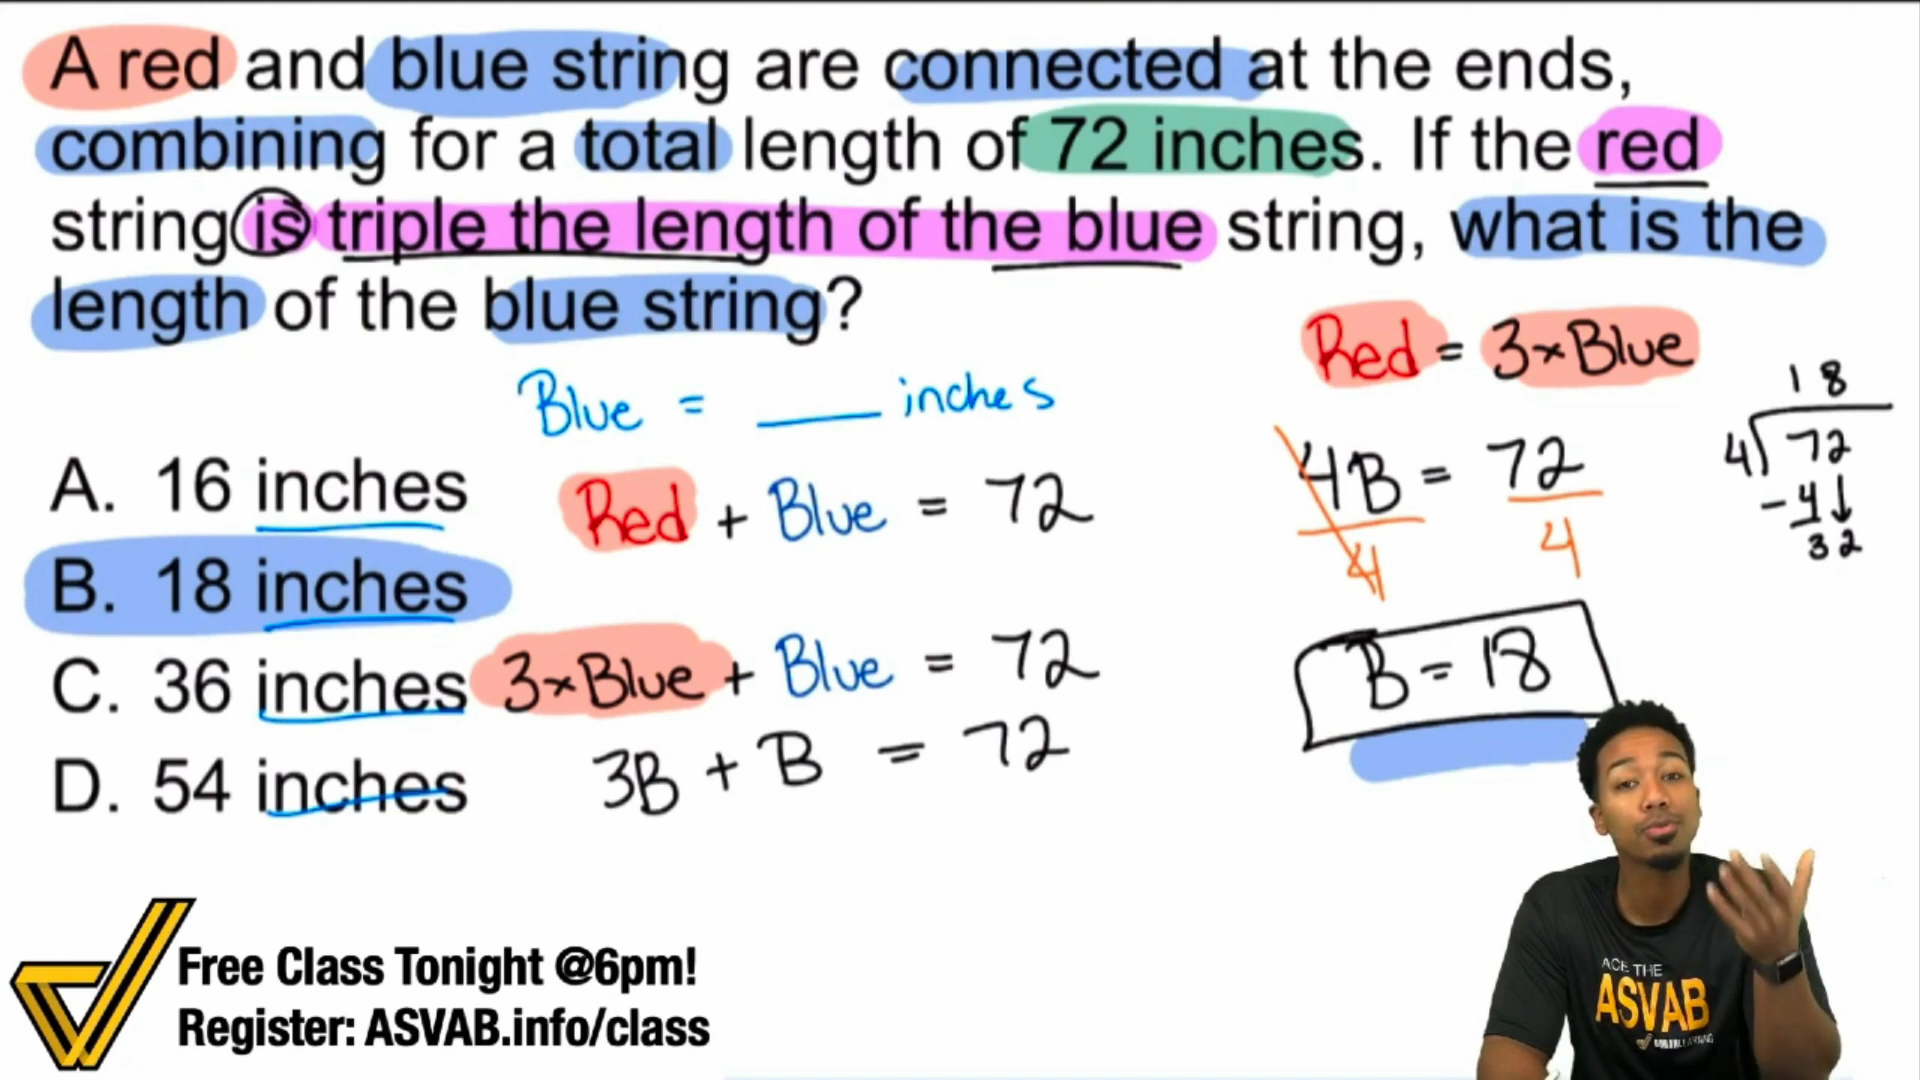 A red and blue string are connected at the ends,
combining for a total length of 72 inches. If the red
string is triple the length of the blue string, what is the
length of the blue string?
Blue = ___ inches
A. 16 inches
B. 18 inches
C. 36 inches
D. 54 inches
Red + Blue = 72
3×Blue + Blue = 72
3B + B = 72
Red = 3×Blue
4B = 72
4 4
B = 18
18
4 72
-4↓
32
Free Class Tonight @6pm!
Register: ASVAB.info/class
ACE THE
ASVAB